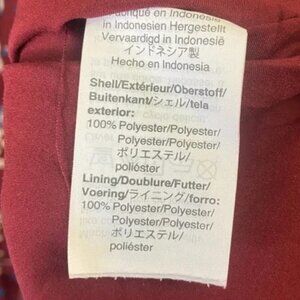 en Indonésie
in Indonesien Hergestellt
Vervaardigd in Indonesië
インドネシア製
Hecho en Indonesia
Shell/Extérieur/Oberstoff/
Buitenkant/シェル/tela
exterior:
100% Polyester/Polyester/
Polyester/Polyester/
ポリエステル/
poliéster
Lining/Doublure/Futter/
Voering/ライニング/forro:
100% Polyester/Polyester/
Polyester/Polyester/
ポリエステル/
poliéster